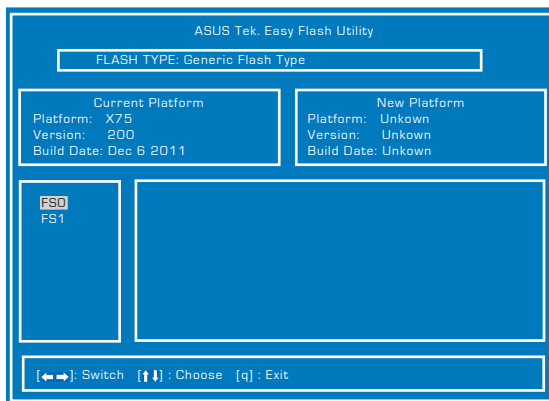 ASUS Tek. Easy Flash Utility
FLASH TYPE: Generic Flash Type
Current Platform
Platform: X75
Version: 200
Build Date: Dec 6 2011
New Platform
Platform: Unkown
Version: Unkown
Build Date: Unkown
FS0
FS1
[←→]: Switch [↑↓] : Choose [q] : Exit